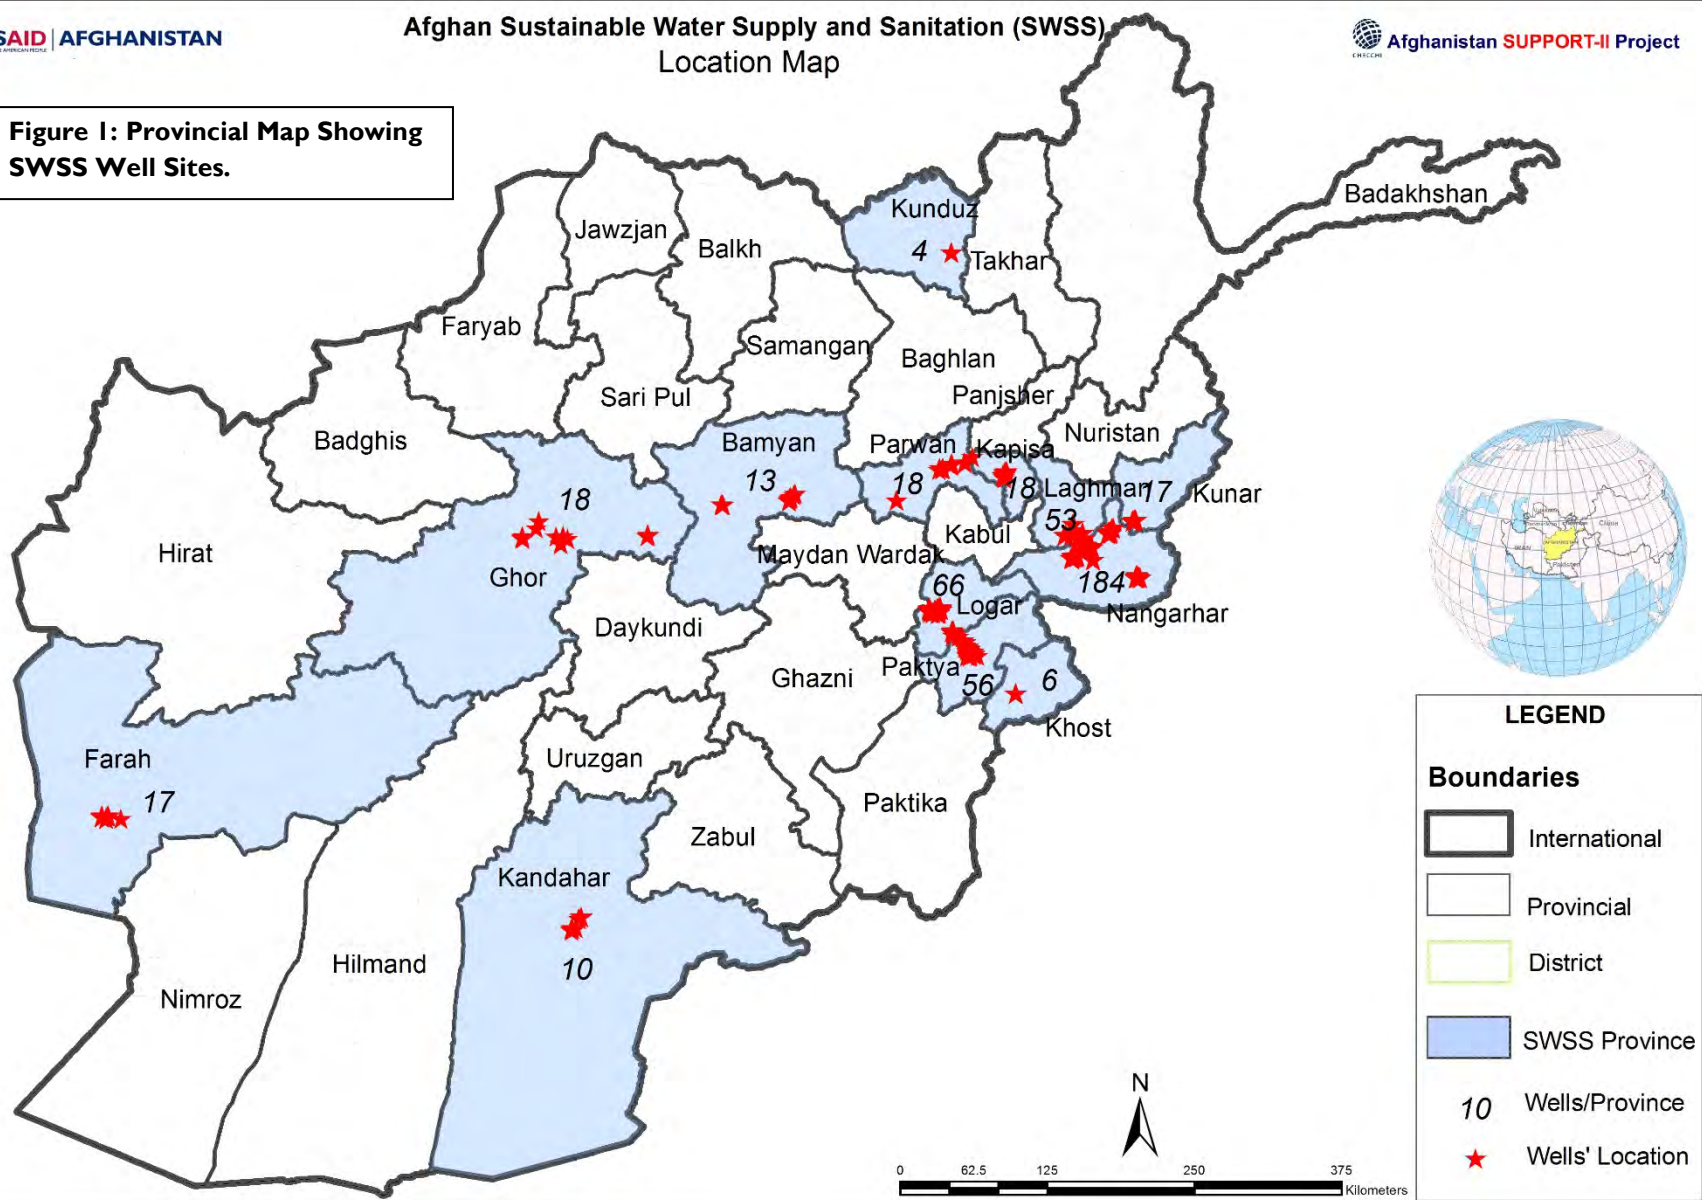 AID | AFGHANISTAN
Afghan Sustainable Water Supply and Sanitation (SWSS)
Location Map
CHECCHI
Afghanistan SUPPORT-II Project
Figure 1: Provincial Map Showing
SWSS Well Sites.
Badakhshan
Kunduz
4
Takhar
Jawzjan
Balkh
Faryab
Samangan
Baghlan
Sari Pul
Panjsher
Badghis
Bamyan
13
Parwan
18
Kapisa
18
Nuristan
Laghman
53
17
Kunar
Hirat
18
Ghor
Maydan Wardak
Kabul
184
Nangarhar
66
Logar
Daykundi
Ghazni
Paktya
56
6
Khost
Farah
17
Uruzgan
Zabul
Paktika
Kandahar
10
Hilmand
Nimroz
LEGEND
Boundaries
International
Provincial
District
SWSS Province
10 Wells/Province
Wells' Location
N
0 62.5 125 250 375
Kilometers